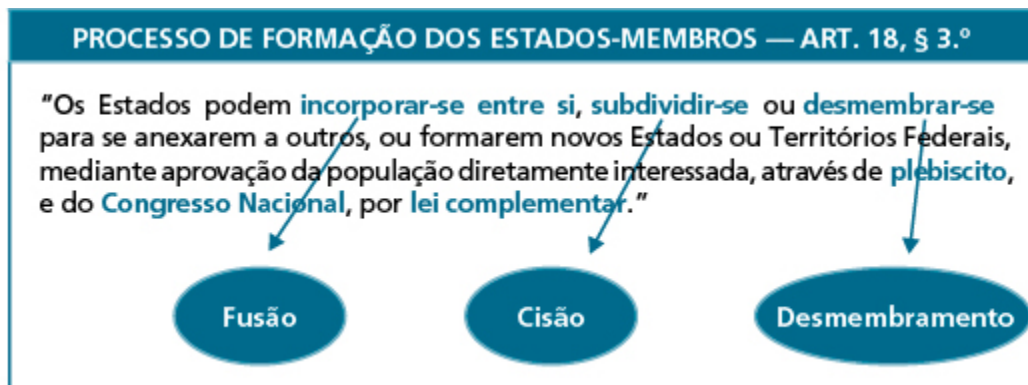 PROCESSO DE FORMAÇÃO DOS ESTADOS-MEMBROS — ART. 18, § 3.º
“Os Estados podem incorporar-se entre si, subdividir-se ou desmembrar-se
para se anexarem a outros, ou formarem novos Estados ou Territórios Federais,
mediante aprovação da população diretamente interessada, através de plebiscito,
e do Congresso Nacional, por lei complementar.”
Fusão
Cisão
Desmembramento